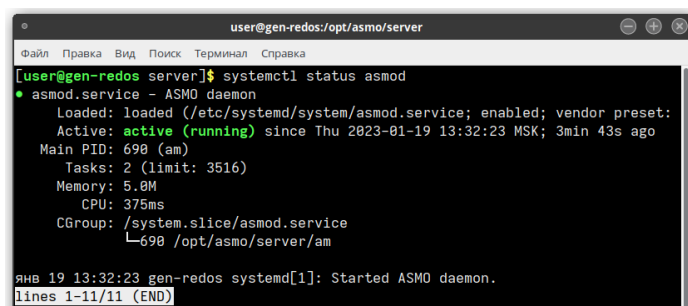 user@gen-redos:/opt/asmo/server
Файл Правка Вид Поиск Терминал Справка
[user@gen-redos server]$ systemctl status asmod
● asmod.service - ASMO daemon
Loaded: loaded (/etc/systemd/system/asmod.service; enabled; vendor preset:
Active: active (running) since Thu 2023-01-19 13:32:23 MSK; 3min 43s ago
Main PID: 690 (am)
Tasks: 2 (limit: 3516)
Memory: 5.0M
CPU: 375ms
CGroup: /system.slice/asmod.service
└─690 /opt/asmo/server/am
янв 19 13:32:23 gen-redos systemd[1]: Started ASMO daemon.
lines 1-11/11 (END)